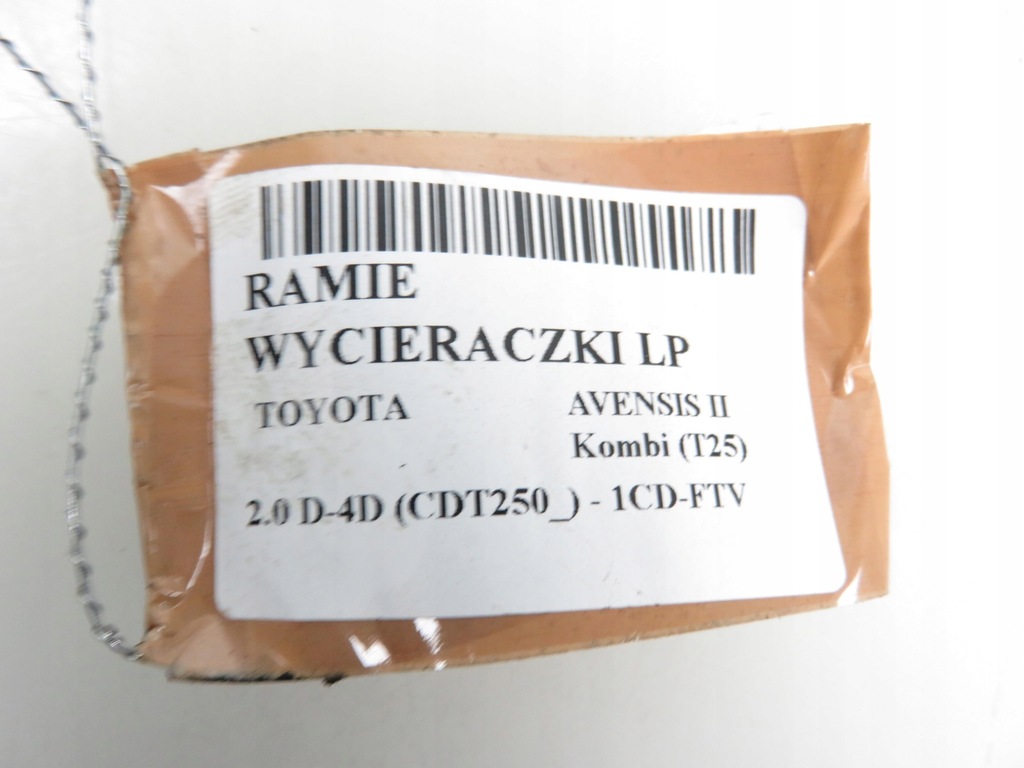 RAMIE
WYCIERACZKI LP
TOYOTA AVENSIS II
Kombi (T25)
2.0 D-4D (CDT250_) - 1CD-FTV